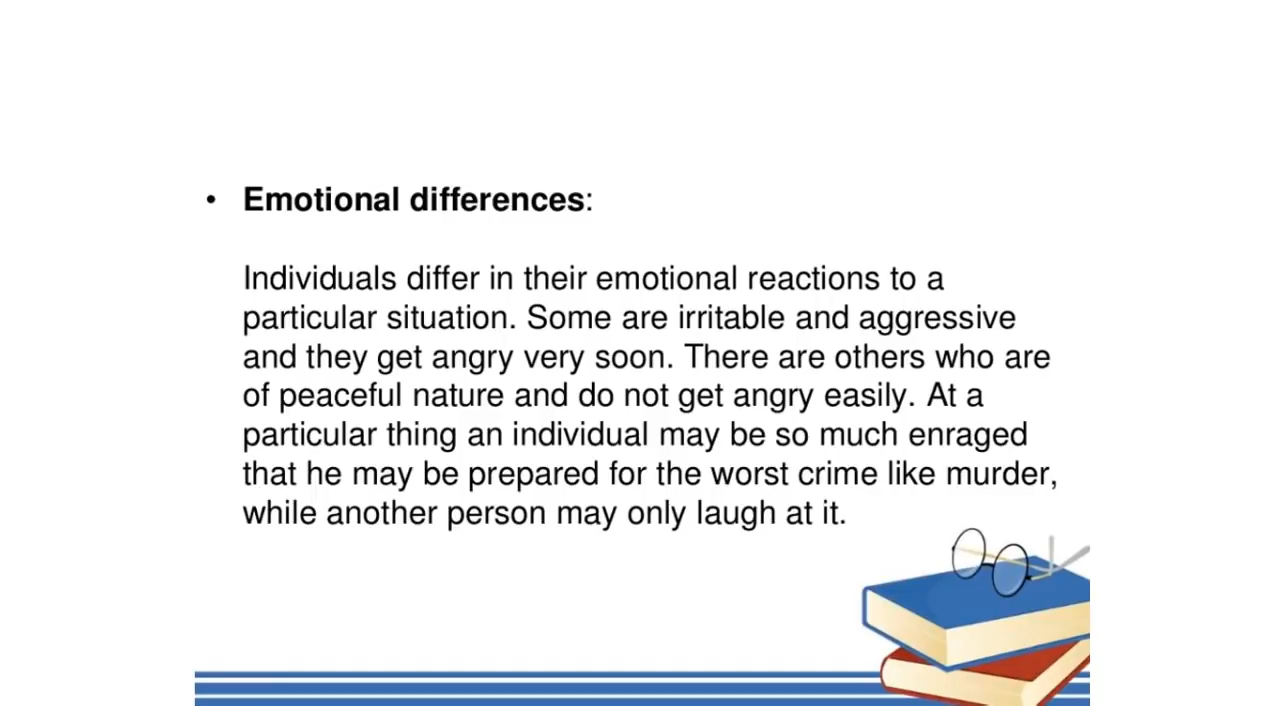 • Emotional differences:
Individuals differ in their emotional reactions to a
particular situation. Some are irritable and aggressive
and they get angry very soon. There are others who are
of peaceful nature and do not get angry easily. At a
particular thing an individual may be so much enraged
that he may be prepared for the worst crime like murder,
while another person may only laugh at it.